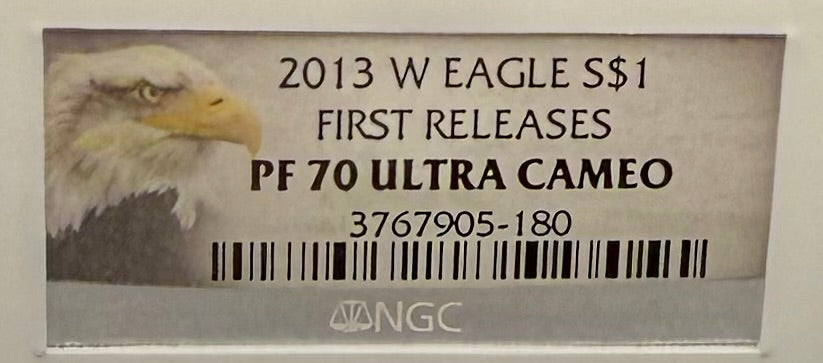 2013 W EAGLE S$1
FIRST RELEASES
PF 70 ULTRA CAMEO
3767905-180
NGC